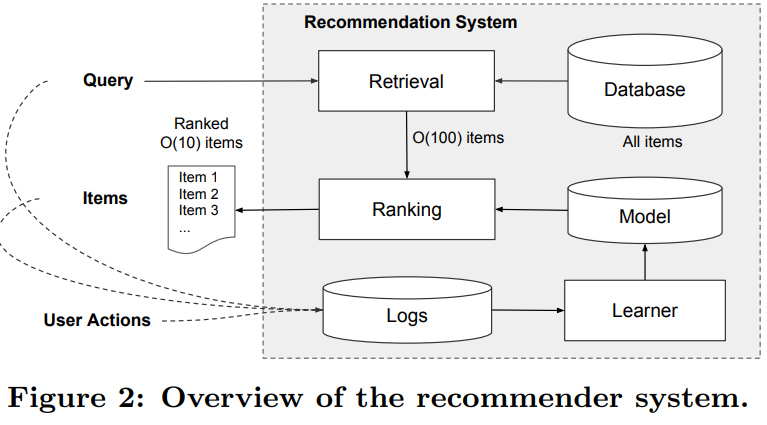 Recommendation System
Query
Retrieval
Database
Ranked
O(10) items
O(100) items
All items
Items
Item 1
Item 2
Item 3
...
Ranking
Model
User Actions
Logs
Learner
Figure 2: Overview of the recommender system.